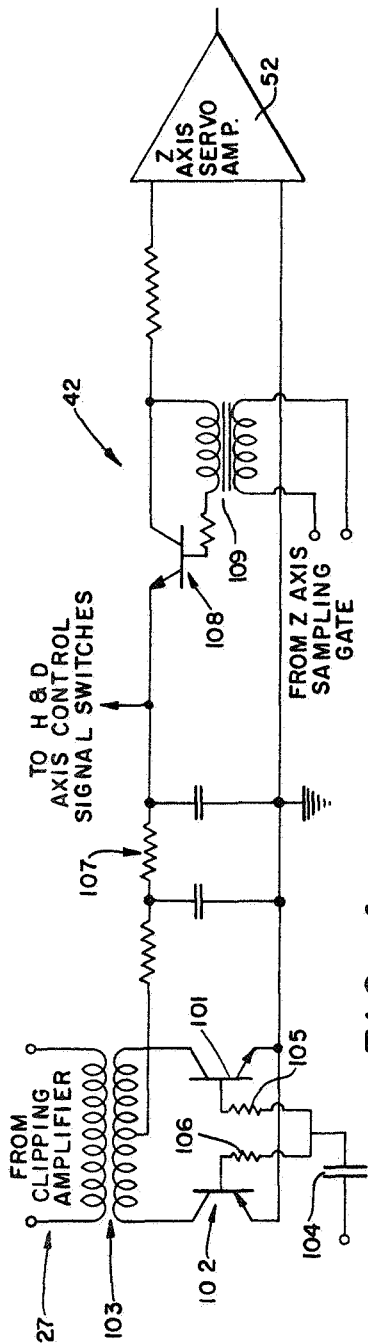 27
FROM
CLIPPING
AMPLIFIER
103
102
106
101
105
104
107
TO H & D
AXIS CONTROL
SIGNAL SWITCHES
42
108
109
FROM Z AXIS
SAMPLING
GATE
Z
AXIS
SERVO
AMP.
52